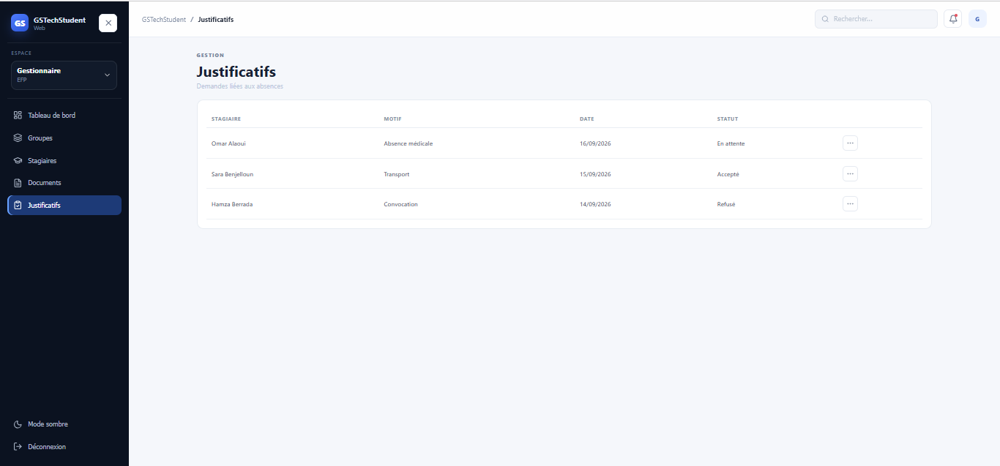 GS GSTechStudent
Web
ESPACE
Gestionnaire
EFP
Tableau de bord
Groupes
Stagiaires
Documents
Justificatifs
Mode sombre
Déconnexion
GSTechStudent / Justificatifs
Rechercher...
G
GESTION
Justificatifs
Demandes liées aux absences
STAGIAIRE MOTIF DATE STATUT
Omar Alaoui Absence médicale 16/09/2026 En attente
Sara Benjelloun Transport 15/09/2026 Accepté
Hamza Berrada Convocation 14/09/2026 Refusé